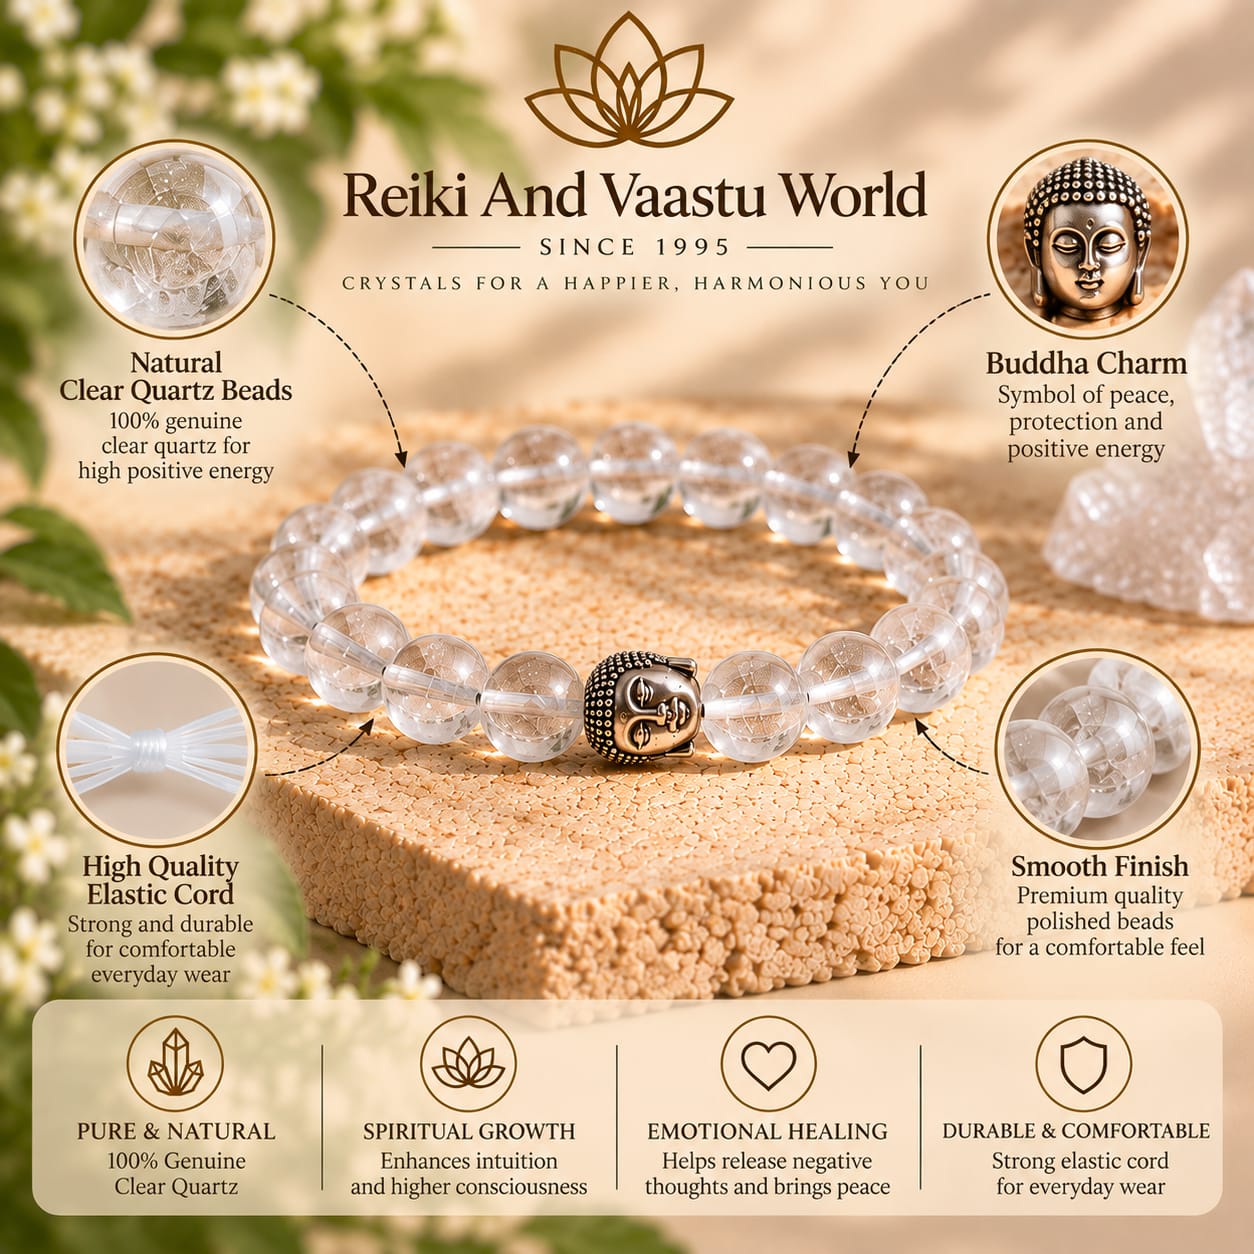 Reiki And Vaastu World
SINCE 1995
CRYSTALS FOR A HAPPIER, HARMONIOUS YOU
Natural
Clear Quartz Beads
100% genuine
clear quartz for
high positive energy
Buddha Charm
Symbol of peace,
protection and
positive energy
High Quality
Elastic Cord
Strong and durable
for comfortable
everyday wear
Smooth Finish
Premium quality
polished beads
for a comfortable feel
PURE & NATURAL
100% Genuine
Clear Quartz
SPIRITUAL GROWTH
Enhances intuition
and higher consciousness
EMOTIONAL HEALING
Helps release negative
thoughts and brings peace
DURABLE & COMFORTABLE
Strong elastic cord
for everyday wear